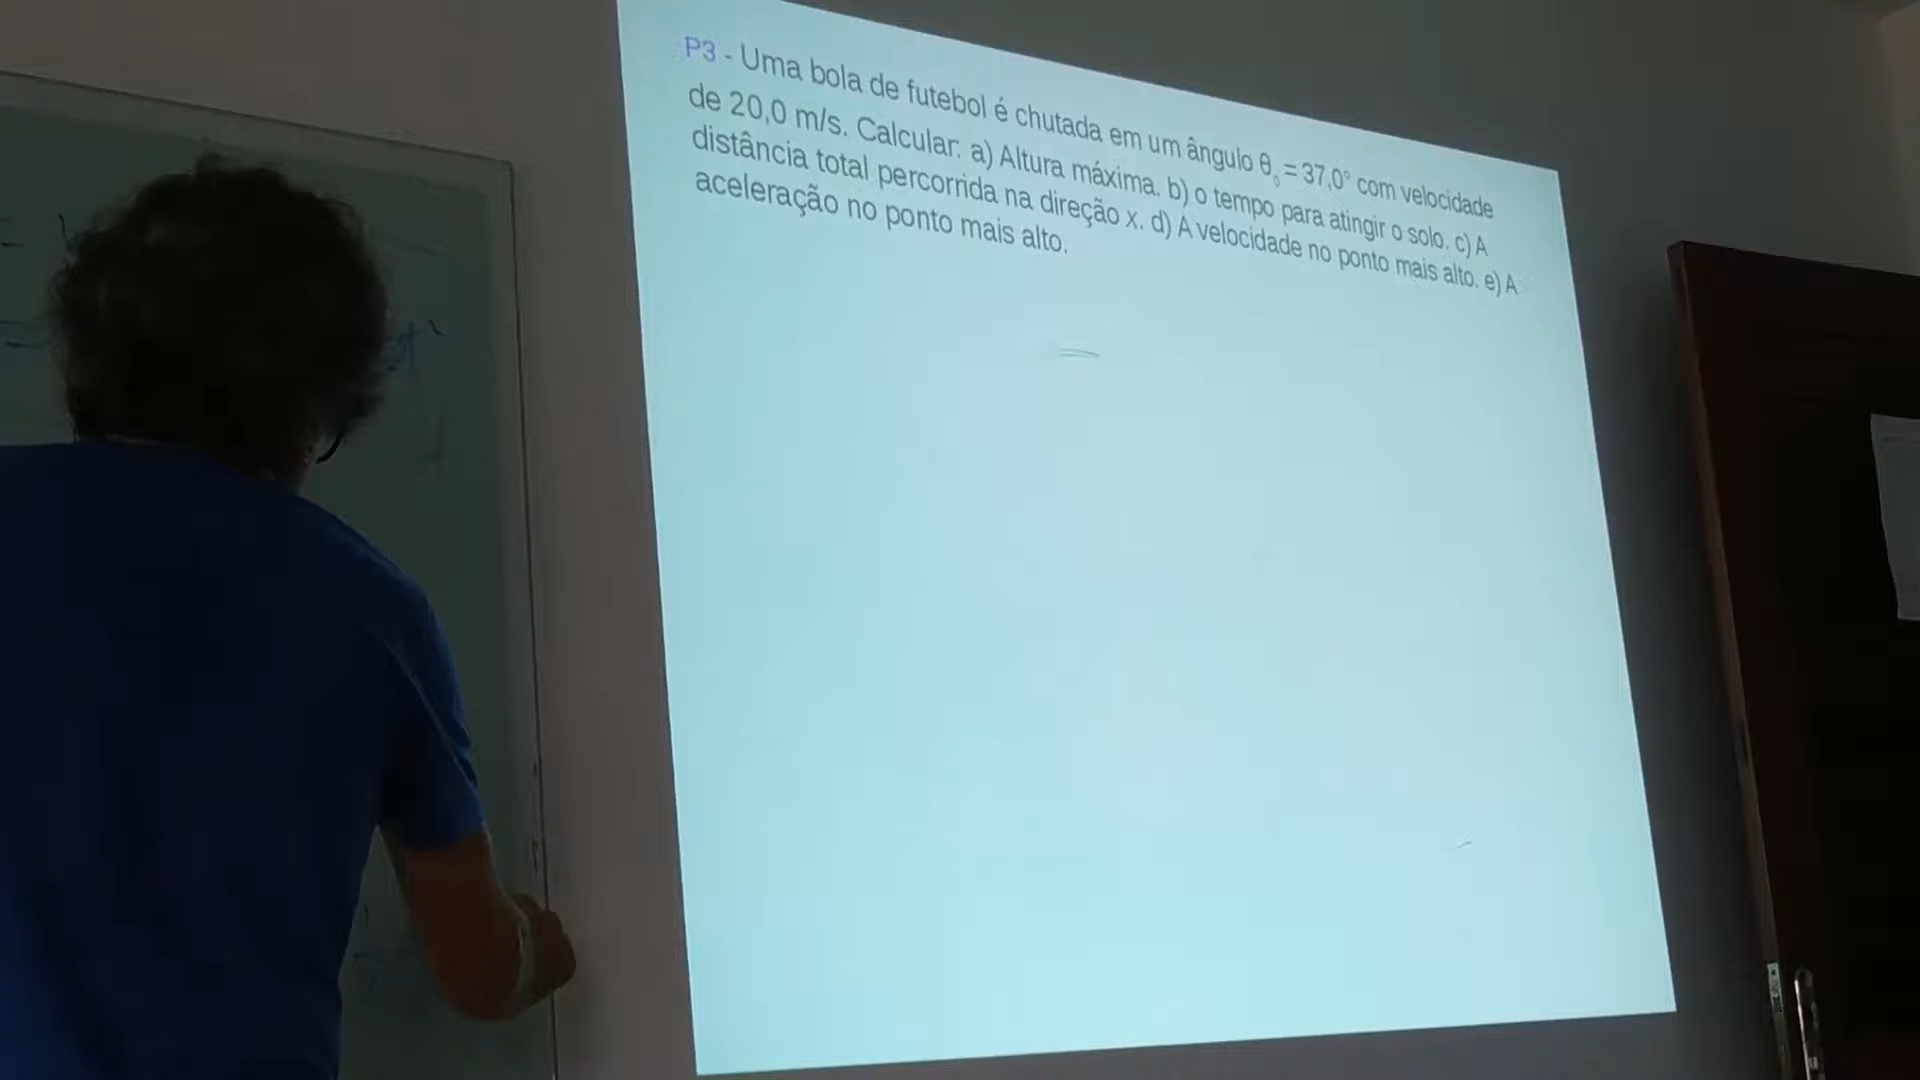 P3 - Uma bola de futebol é chutada em um ângulo θ₀ = 37,0° com velocidade
de 20,0 m/s. Calcular: a) Altura máxima. b) o tempo para atingir o solo. c) A
distância total percorrida na direção x. d) A velocidade no ponto mais alto. e) A
aceleração no ponto mais alto.